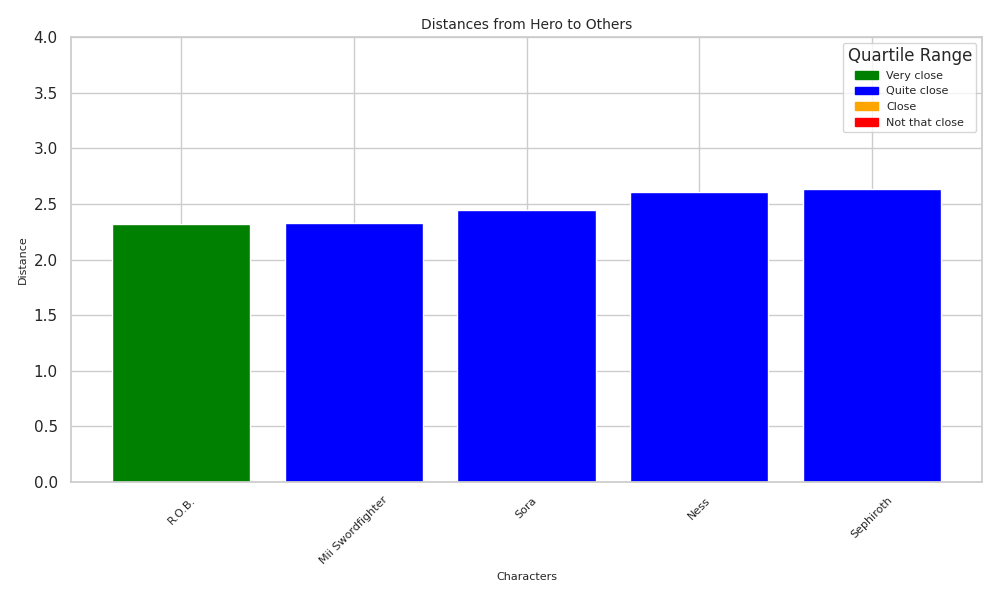 Distances from Hero to Others
4.0
3.5
3.0
2.5
2.0
1.5
1.0
0.5
0.0
Distance
Quartile Range
Very close
Quite close
Close
Not that close
R.O.B.
Mii Swordfighter
Sora
Ness
Sephiroth
Characters